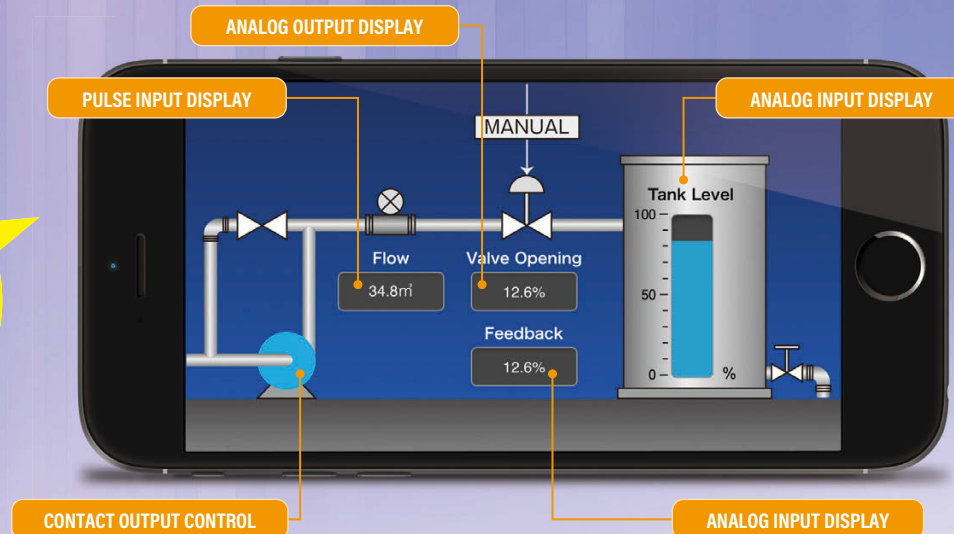 ANALOG OUTPUT DISPLAY
PULSE INPUT DISPLAY
ANALOG INPUT DISPLAY
MANUAL
Tank Level
100
50
0
%
Flow
Valve Opening
34.8㎥
12.6%
Feedback
12.6%
CONTACT OUTPUT CONTROL
ANALOG INPUT DISPLAY